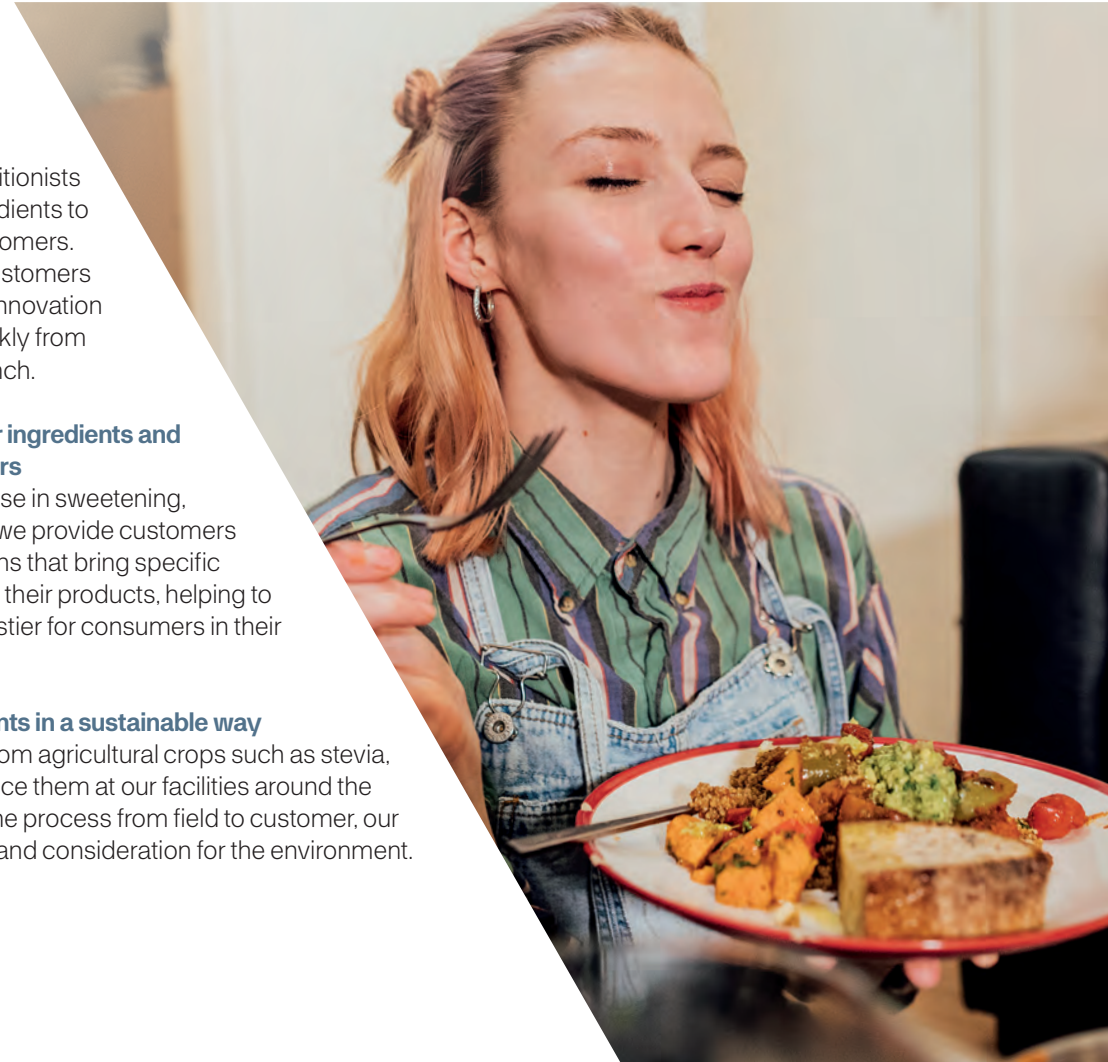 itionists
dients to
omers.
stomers
nnovation
kly from
nch.
r ingredients and
rs
se in sweetening,
we provide customers
ns that bring specific
their products, helping to
stier for consumers in their
nts in a sustainable way
om agricultural crops such as stevia,
ce them at our facilities around the
ne process from field to customer, our
and consideration for the environment.